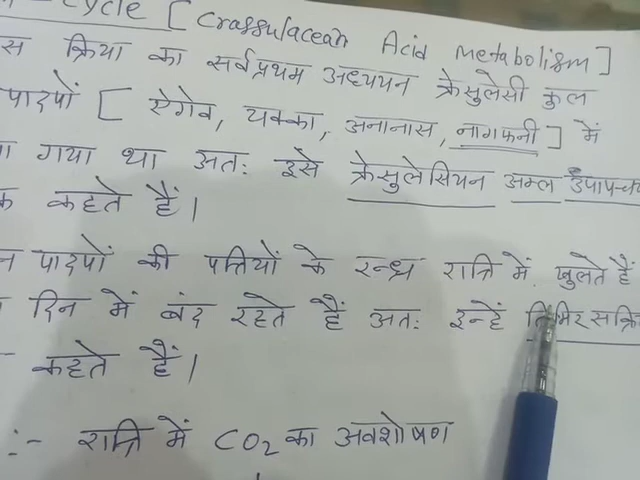 Cycle [ Crassulacean Acid Metabolism ]
क्रिया का सर्वप्रथम अध्ययन क्रेसुलेसी कुल
पादपों [ ऐगेव, यक्का, अनानास, नागफनी ] में
गया था अतः इसे क्रेसुलेसियन अम्ल उपापचय
कहते हैं।
पादपों की पत्तियों के रन्ध्र रात्रि में खुलते हैं
दिन में बंद रहते हैं अतः इन्हें तिमिरसक्रि
कहते हैं।
:- रात्रि में CO2 का अवशोषण